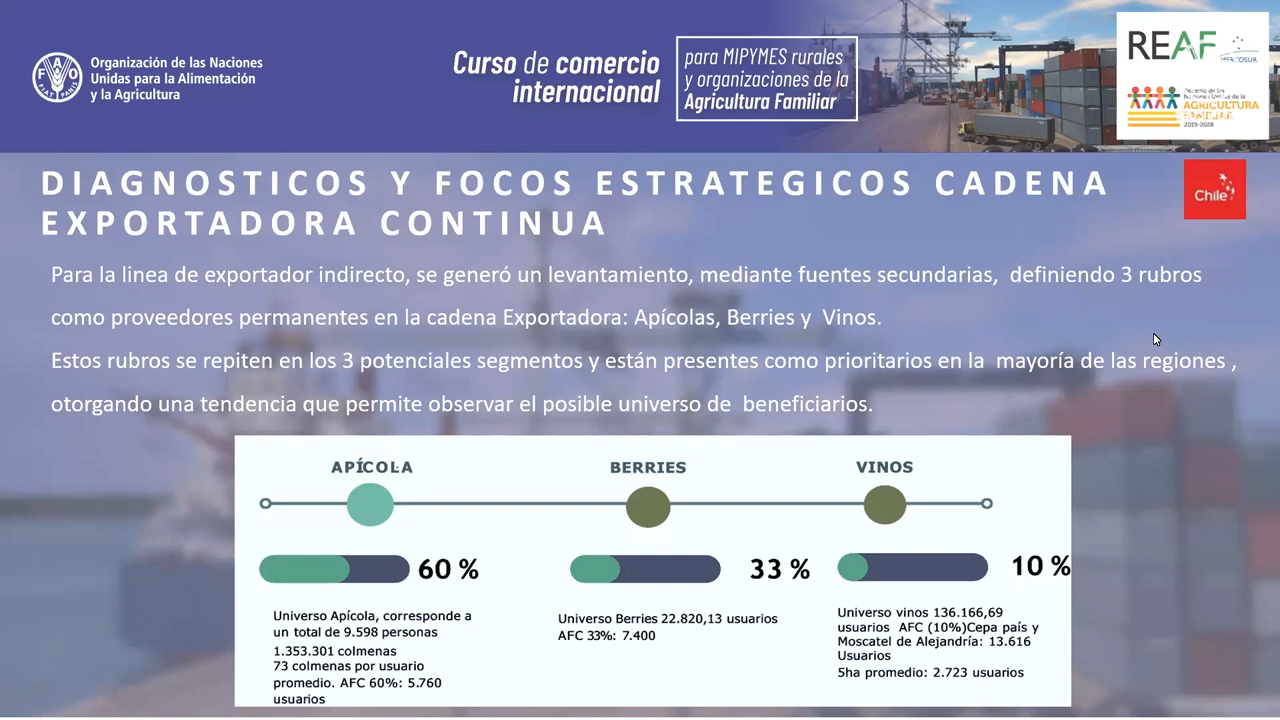 Organización de las Naciones
Unidas para la Alimentación
y la Agricultura
Curso de comercio
internacional
para MIPYMES rurales
y organizaciones de la
Agricultura Familiar
REAF
MERCOSUR
Decenio de las
Naciones Unidas de la
AGRICULTURA
FAMILIAR
2019-2028
DIAGNOSTICOS Y FOCOS ESTRATEGICOS CADENA
EXPORTADORA CONTINUA
Chile
Para la linea de exportador indirecto, se generó un levantamiento, mediante fuentes secundarias, definiendo 3 rubros
como proveedores permanentes en la cadena Exportadora: Apícolas, Berries y Vinos.
Estos rubros se repiten en los 3 potenciales segmentos y están presentes como prioritarios en la mayoría de las regiones ,
otorgando una tendencia que permite observar el posible universo de beneficiarios.
APÍCOLA
BERRIES
VINOS
60 %
33 %
10 %
Universo Apícola, corresponde a
un total de 9.598 personas
1.353.301 colmenas
73 colmenas por usuario
promedio. AFC 60%: 5.760
usuarios
Universo Berries 22.820,13 usuarios
AFC 33%: 7.400
Universo vinos 136.166,69
usuarios AFC (10%)Cepa país y
Moscatel de Alejandría: 13.616
Usuarios
5ha promedio: 2.723 usuarios